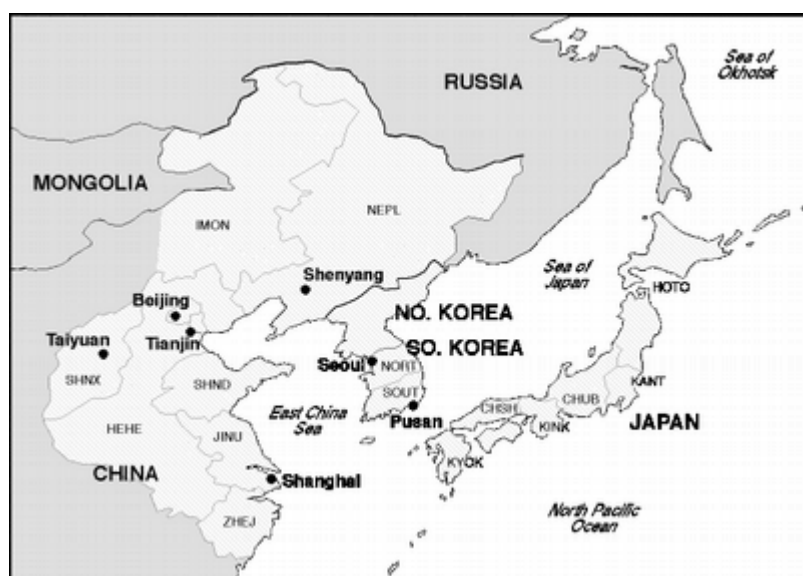 Sea of
Okhotsk
RUSSIA
MONGOLIA
NEPL
IMON
Sea of
Japan
Shenyang
HOTO
Beijing
NO. KOREA
Taiyuan
Tianjin
SO. KOREA
Seoul
NORT
SHNX
SHND
KANT
SOUT
CHUB
CHSH
East China
Sea
Pusan
KINK
JAPAN
HEHE
JINU
KYOK
CHINA
Shanghai
North Pacific
Ocean
ZHEJ